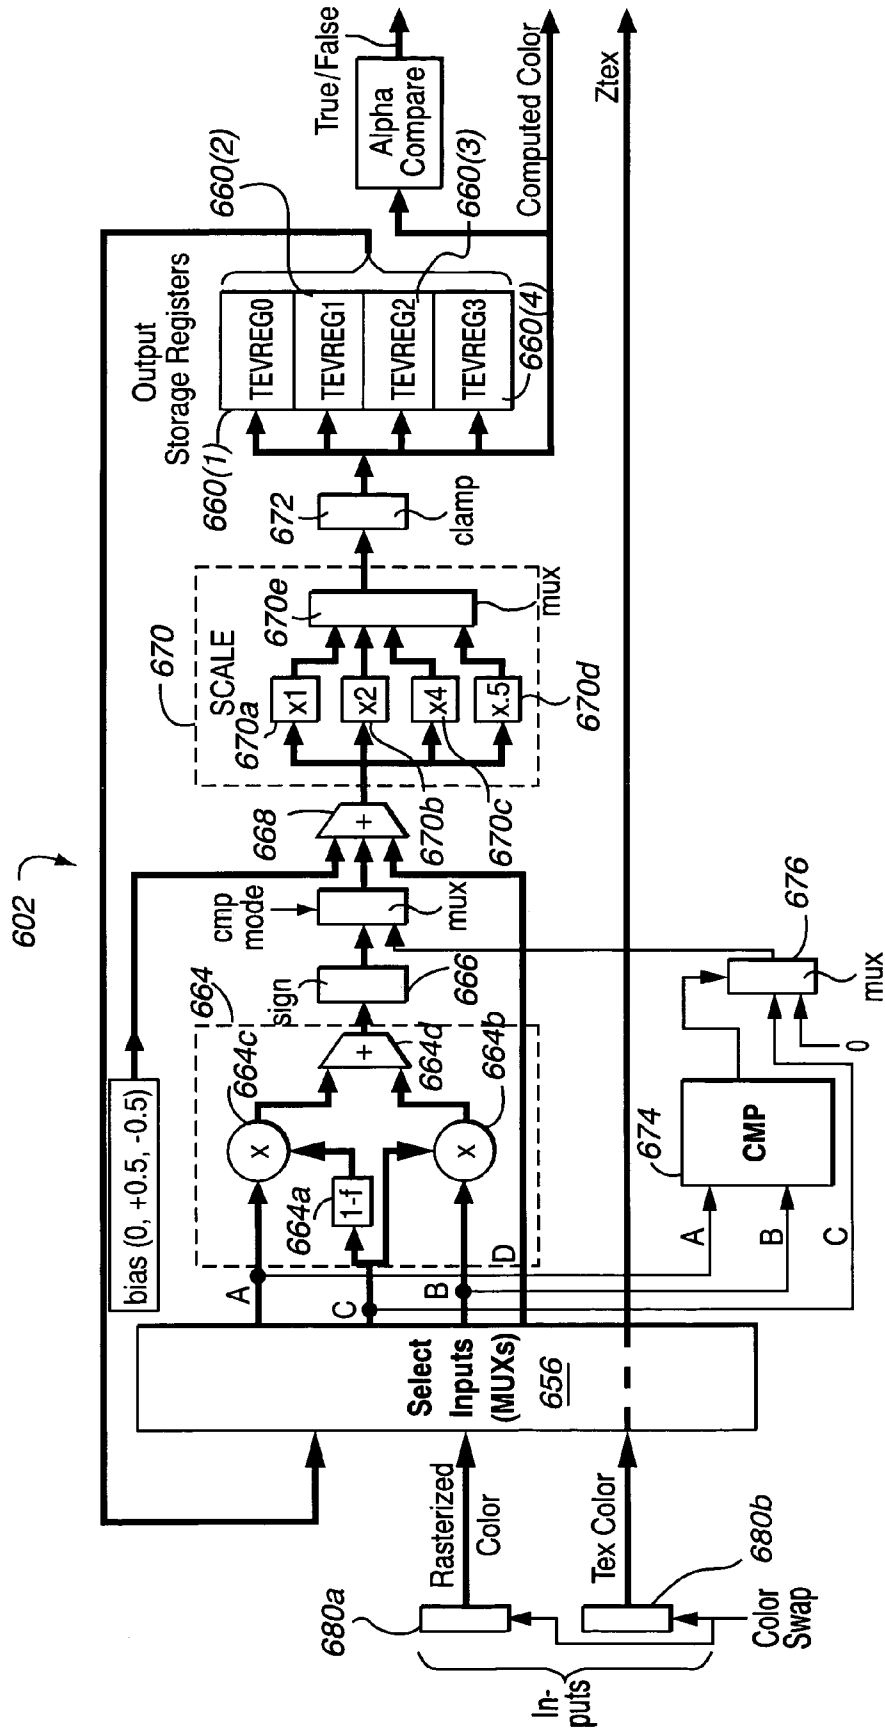 602
Output
Storage Registers
660(1)
660(2)
TEVREG0
TEVREG1
TEVREG2
TEVREG3
660(3)
660(4)
True/False
Alpha
Compare
Computed Color
Ztex
bias (0, +0.5, -0.5)
664
664c
664a
1-f
x
x
+
664d
664b
sign
666
cmp
mode
mux
668
+
670
SCALE
670a
x1
x2
x4
x.5
670b
670c
670d
670e
mux
672
clamp
A
C
B
D
Select
Inputs
(MUXs)
656
Rasterized
Color
Tex Color
680a
680b
Color
Swap
In-
puts
A
B
C
674
CMP
0
676
mux